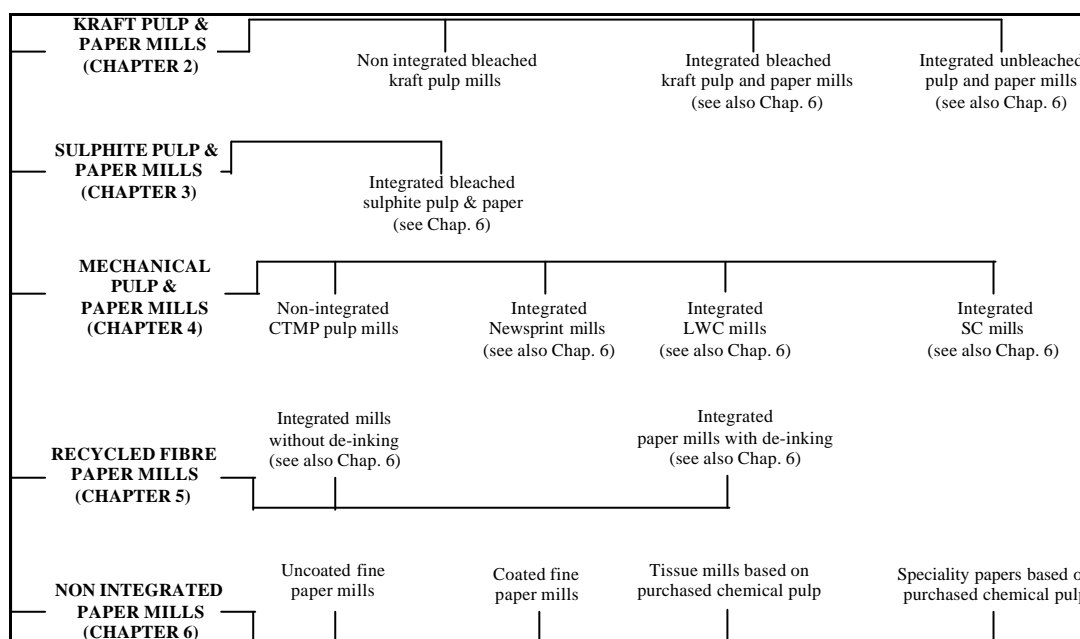 KRAFT PULP &
PAPER MILLS
(CHAPTER 2)
Non integrated bleached
kraft pulp mills
Integrated bleached
kraft pulp and paper mills
(see also Chap. 6)
Integrated unbleached
pulp and paper mills
(see also Chap. 6)
SULPHITE PULP &
PAPER MILLS
(CHAPTER 3)
Integrated bleached
sulphite pulp & paper
(see Chap. 6)
MECHANICAL
PULP &
PAPER MILLS
(CHAPTER 4)
Non-integrated
CTMP pulp mills
Integrated
Newsprint mills
(see also Chap. 6)
Integrated
LWC mills
(see also Chap. 6)
Integrated
SC mills
(see also Chap. 6)
RECYCLED FIBRE
PAPER MILLS
(CHAPTER 5)
Integrated mills
without de-inking
(see also Chap. 6)
Integrated
paper mills with de-inking
(see also Chap. 6)
NON INTEGRATED
PAPER MILLS
(CHAPTER 6)
Uncoated fine
paper mills
Coated fine
paper mills
Tissue mills based on
purchased chemical pulp
Speciality papers based
purchased chemical pulp